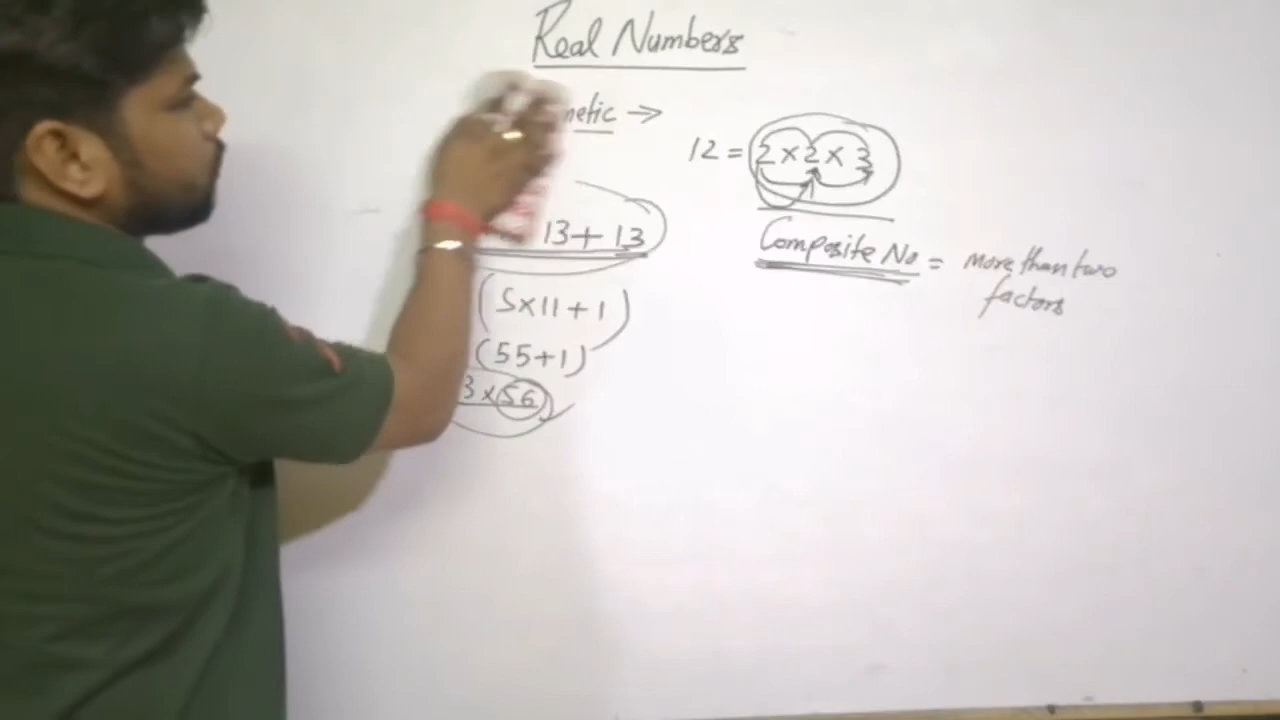 Real Numbers
netic →
12 = 2 × 2 × 3
13 + 13
Composite No = more than two
factors
(5×11 + 1)
(55+1)
3 × 56